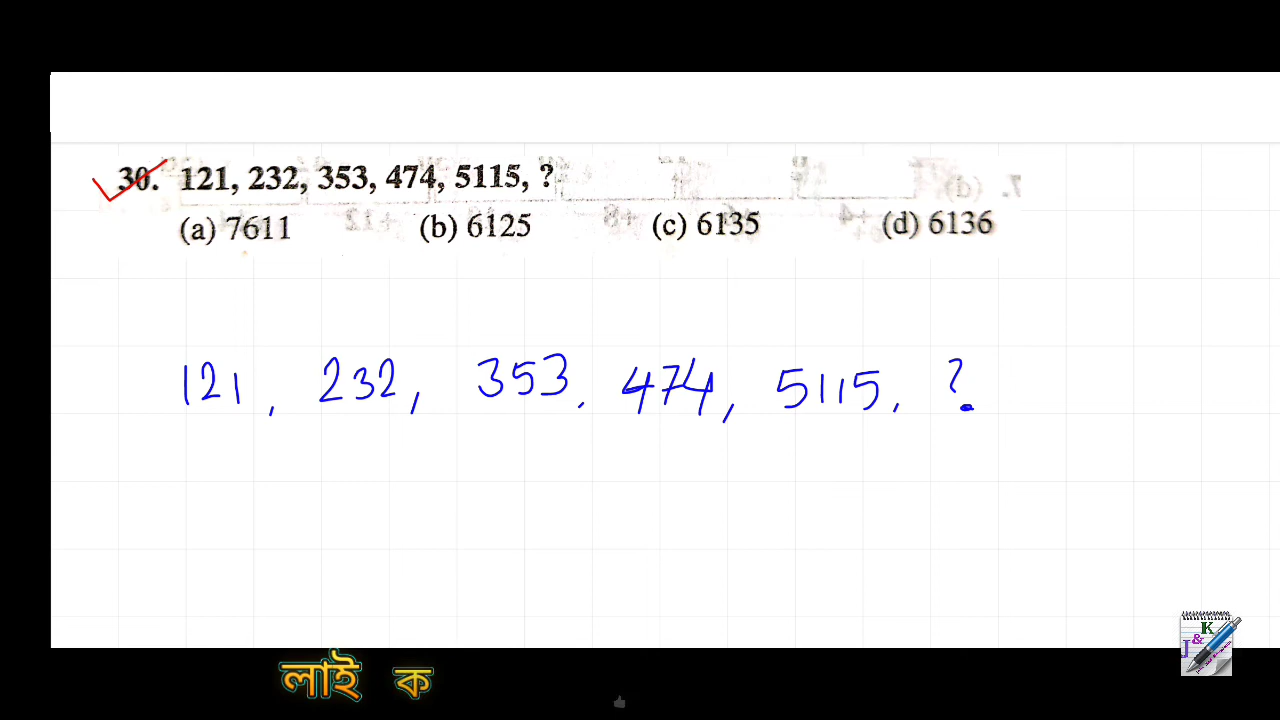 30. 121, 232, 353, 474, 5115, ?
(a) 7611 (b) 6125 (c) 6135 (d) 6136
121, 232, 353, 474, 5115, ?
J&K
লাই ক